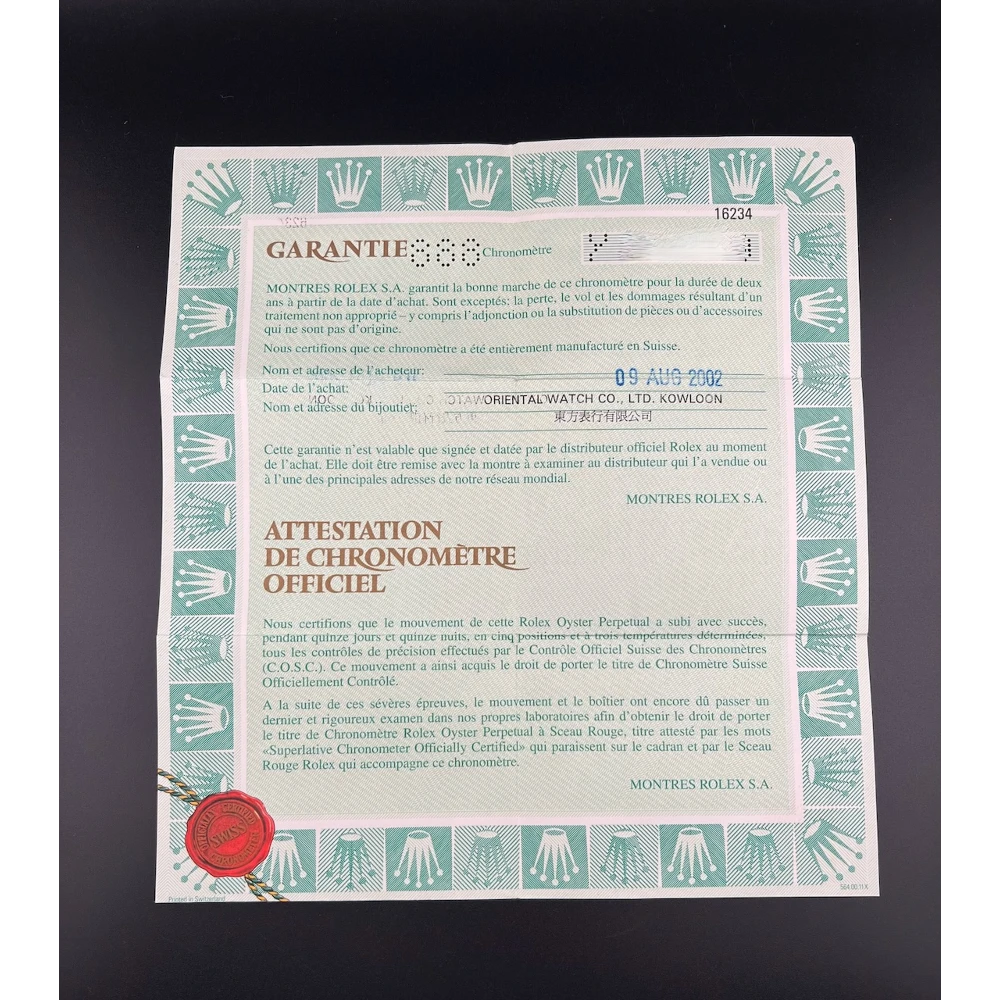 16234
GARANTIE 888 Chronomètre Y
MONTRES ROLEX S.A. garantit la bonne marche de ce chronomètre pour la durée de deux
ans à partir de la date d'achat. Sont exceptés: la perte, le vol et les dommages résultant d'un
traitement non approprié – y compris l'adjonction ou la substitution de pièces ou d'accessoires
qui ne sont pas d'origine.
Nous certifions que ce chronomètre a été entièrement manufacturé en Suisse.
Nom et adresse de l'acheteur:
Date de l'achat: 09 AUG 2002
Nom et adresse du bijoutier: ORIENTAL WATCH CO., LTD. KOWLOON
東方表行有限公司
Cette garantie n'est valable que signée et datée par le distributeur officiel Rolex au moment
de l'achat. Elle doit être remise avec la montre à examiner au distributeur qui l'a vendue ou
à l'une des principales adresses de notre réseau mondial.
MONTRES ROLEX S.A.
ATTESTATION
DE CHRONOMÈTRE
OFFICIEL
Nous certifions que le mouvement de cette Rolex Oyster Perpetual a subi avec succès,
pendant quinze jours et quinze nuits, en cinq positions et à trois températures déterminées,
tous les contrôles de précision effectués par le Contrôle Officiel Suisse des Chronomètres
(C.O.S.C.). Ce mouvement a ainsi acquis le droit de porter le titre de Chronomètre Suisse
Officiellement Contrôlé.
A la suite de ces sévères épreuves, le mouvement et le boîtier ont encore dû passer un
dernier et rigoureux examen dans nos propres laboratoires afin d'obtenir le droit de porter
le titre de Chronomètre Rolex Oyster Perpetual à Sceau Rouge, titre attesté par les mots
«Superlative Chronometer Officially Certified» qui paraissent sur le cadran et par le Sceau
Rouge Rolex qui accompagne ce chronomètre.
MONTRES ROLEX S.A.
OFFICIALLY CERTIFIED
SWISS
CHRONOMETER
Printed in Switzerland
564.00.11X